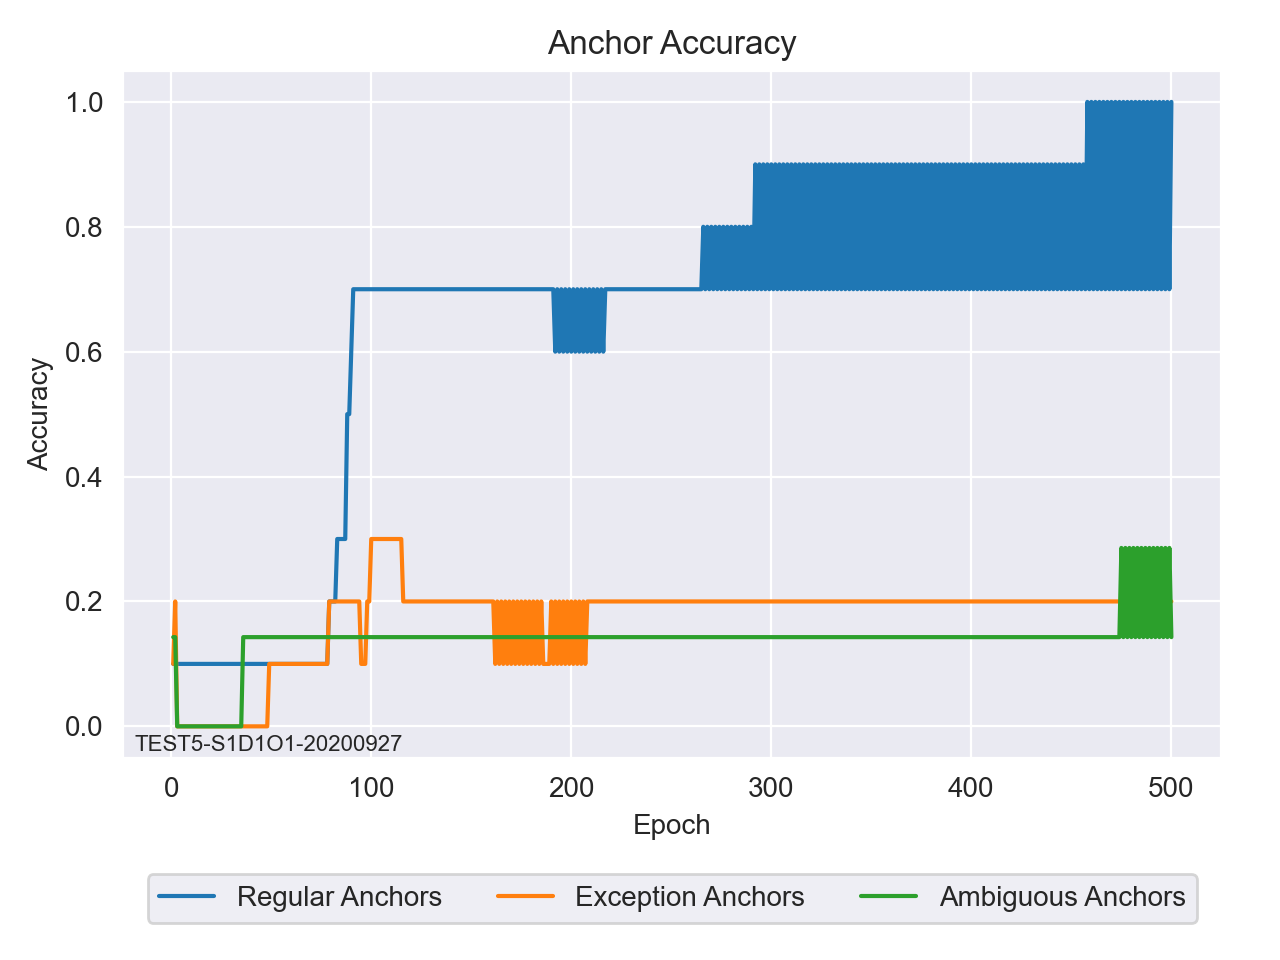 Anchor Accuracy
1.0
0.8
0.6
0.4
0.2
0.0
Accuracy
TEST5-S1D1O1-20200927
0 100 200 300 400 500
Epoch
Regular Anchors Exception Anchors Ambiguous Anchors